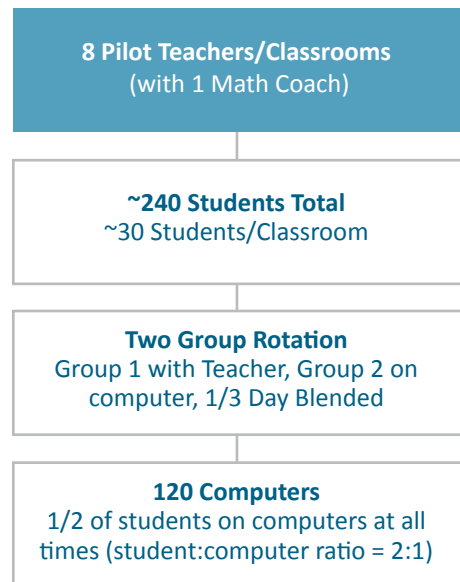 8 Pilot Teachers/Classrooms
(with 1 Math Coach)
~240 Students Total
~30 Students/Classroom
Two Group Rotation
Group 1 with Teacher, Group 2 on
computer, 1/3 Day Blended
120 Computers
1/2 of students on computers at all
times (student:computer ratio = 2:1)